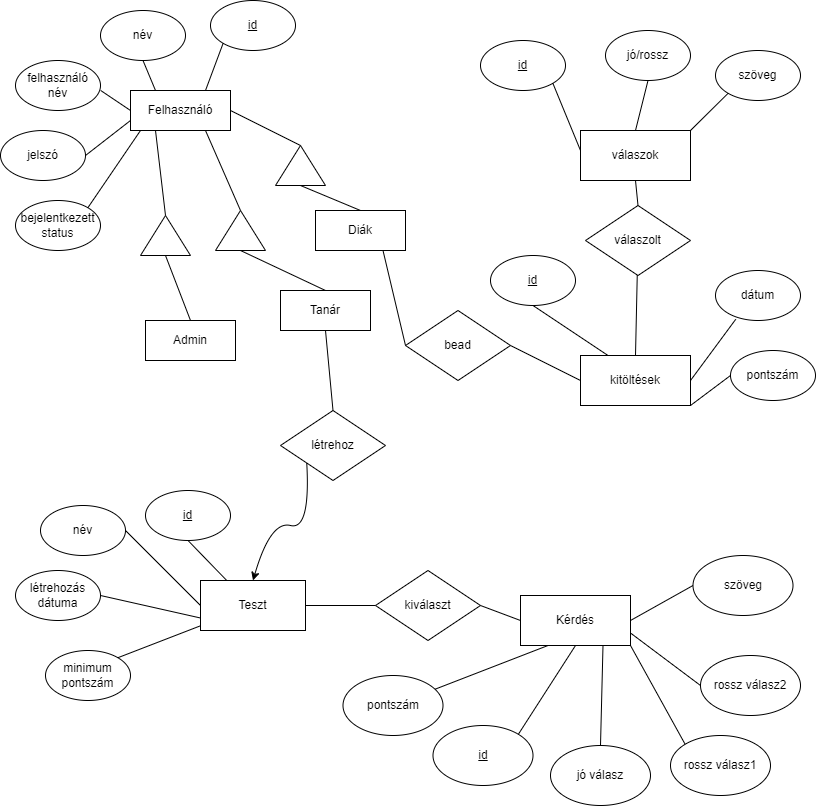 név
id
felhasználó
név
Felhasználó
jelszó
bejelentkezett
status
Admin
Tanár
Diák
id
jó/rossz
szöveg
válaszok
válaszolt
id
dátum
bead
kitöltések
pontszám
létrehoz
név
id
létrehozás
dátuma
Teszt
minimum
pontszám
kiválaszt
szöveg
Kérdés
pontszám
rossz válasz2
id
jó válasz
rossz válasz1